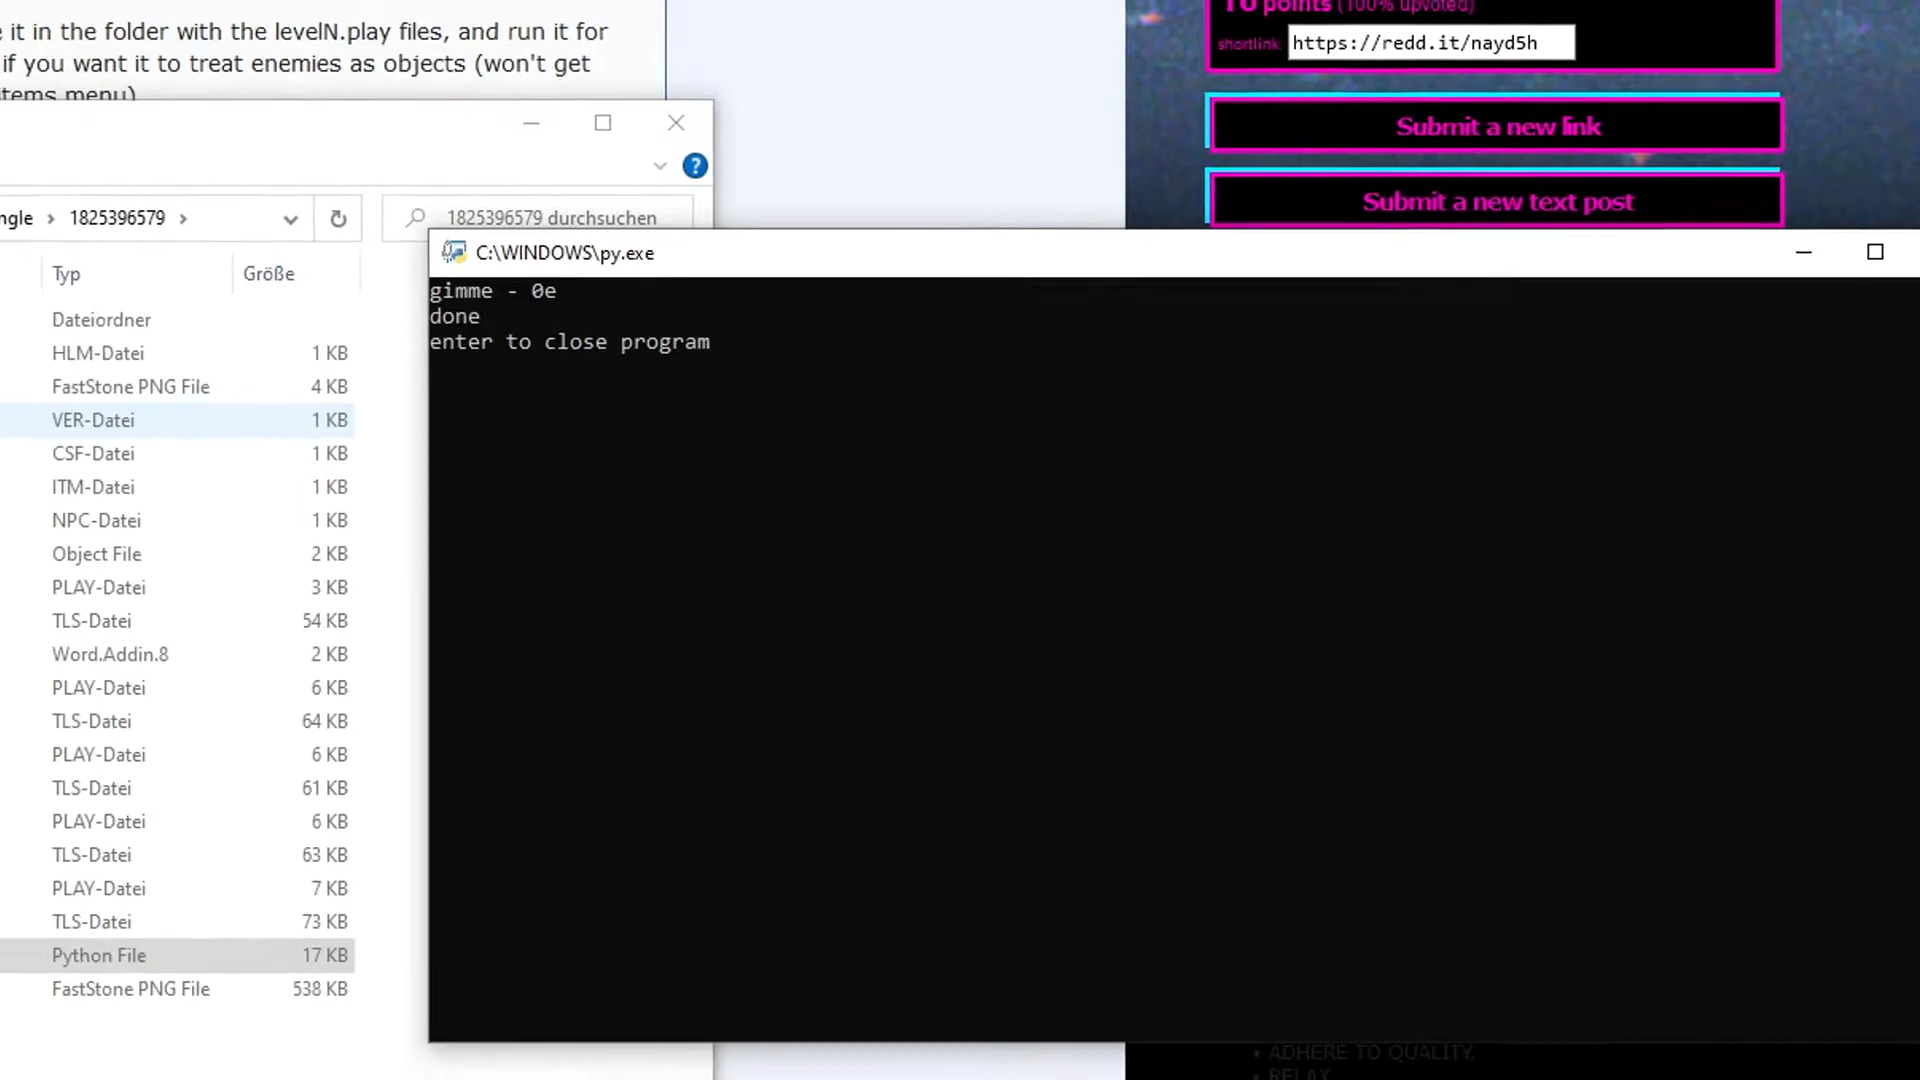 e it in the folder with the levelN.play files, and run it for
if you want it to treat enemies as objects (won't get
items menu)
10 points (100% upvoted)
shortlink: https://redd.it/nayd5h
Submit a new link
Submit a new text post
ngle > 1825396579 >
1825396579 durchsuchen
Typ Größe
Dateiordner
HLM-Datei 1 KB
FastStone PNG File 4 KB
VER-Datei 1 KB
CSF-Datei 1 KB
ITM-Datei 1 KB
NPC-Datei 1 KB
Object File 2 KB
PLAY-Datei 3 KB
TLS-Datei 54 KB
Word.Addin.8 2 KB
PLAY-Datei 6 KB
TLS-Datei 64 KB
PLAY-Datei 6 KB
TLS-Datei 61 KB
PLAY-Datei 6 KB
TLS-Datei 63 KB
PLAY-Datei 7 KB
TLS-Datei 73 KB
Python File 17 KB
FastStone PNG File 538 KB
C:\WINDOWS\py.exe
gimme - 0e
done
enter to close program
• ADHERE TO QUALITY.
• RELAX